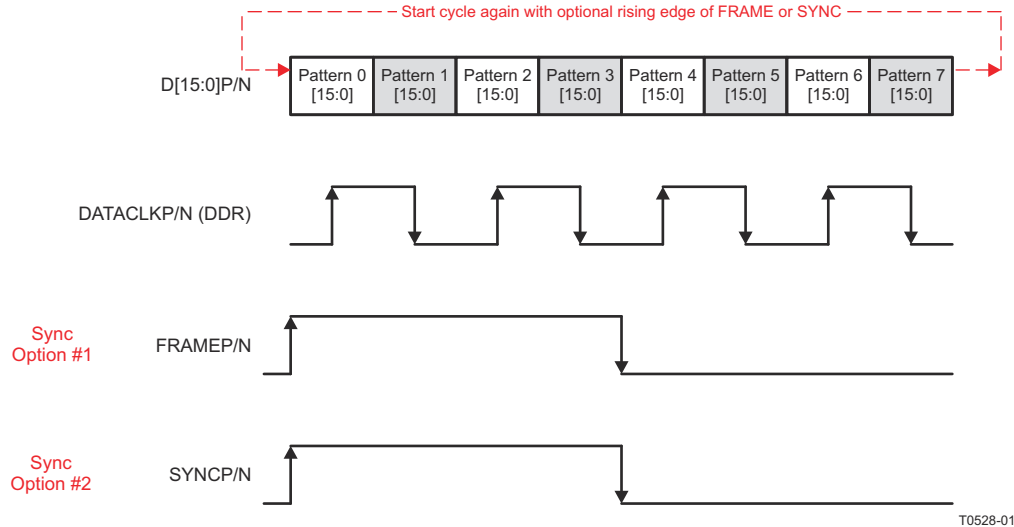 Start cycle again with optional rising edge of FRAME or SYNC
D[15:0]P/N
Pattern 0 Pattern 1 Pattern 2 Pattern 3 Pattern 4 Pattern 5 Pattern 6 Pattern 7
[15:0] [15:0] [15:0] [15:0] [15:0] [15:0] [15:0] [15:0]
DATACLKP/N (DDR)
Sync
Option #1
FRAMEP/N
Sync
Option #2
SYNCP/N
T0528-01